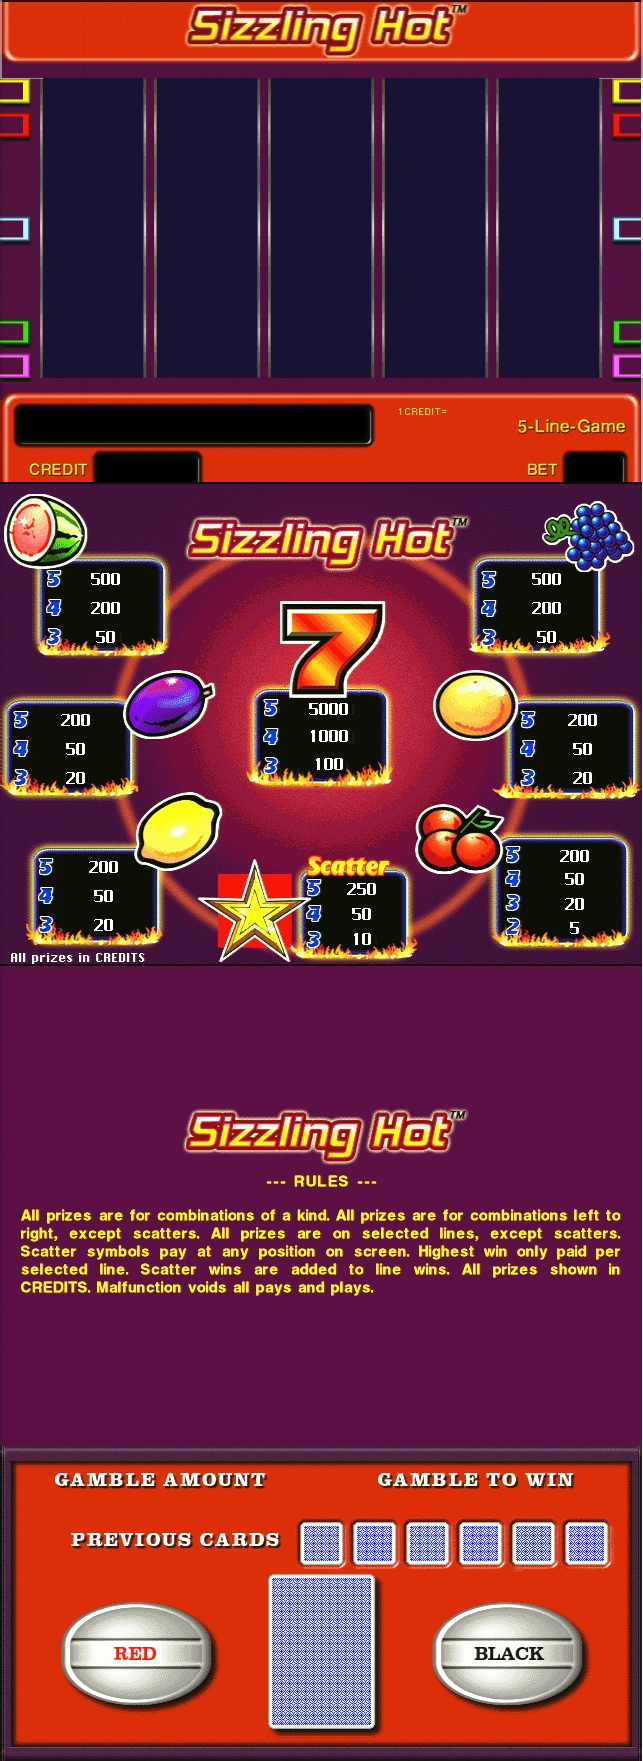 Sizzling Hot™
1CREDIT=
5-Line-Game
CREDIT
BET
Sizzling Hot™
5 500
4 200
3 50
5 500
4 200
3 50
7
5 5000
4 1000
3 100
5 200
4 50
3 20
5 200
4 50
3 20
5 200
4 50
3 20
Scatter
5 250
4 50
3 10
5 200
4 50
3 20
2 5
All prizes in CREDITS
Sizzling Hot™
--- RULES ---
All prizes are for combinations of a kind. All prizes are for combinations left to
right, except scatters. All prizes are on selected lines, except scatters.
Scatter symbols pay at any position on screen. Highest win only paid per
selected line. Scatter wins are added to line wins. All prizes shown in
CREDITS. Malfunction voids all pays and plays.
GAMBLE AMOUNT
GAMBLE TO WIN
PREVIOUS CARDS
RED
BLACK